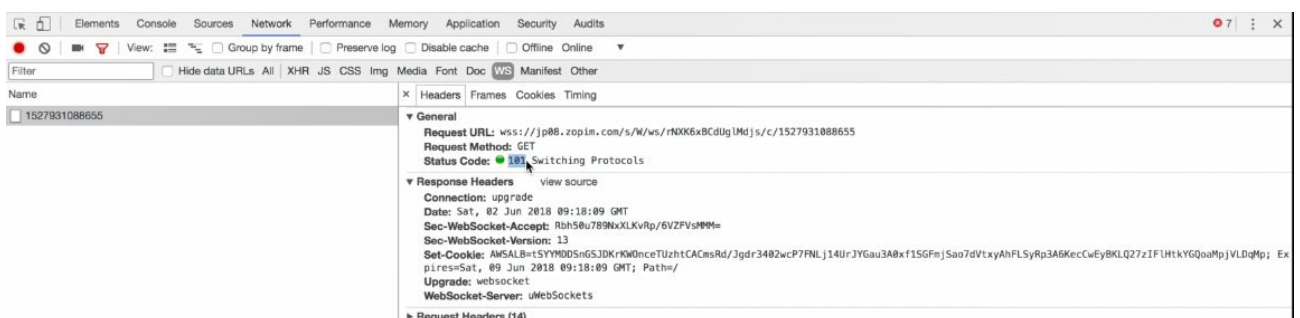 Elements Console Sources Network Performance Memory Application Security Audits 7
View: Group by frame Preserve log Disable cache Offline Online
Filter Hide data URLs All XHR JS CSS Img Media Font Doc WS Manifest Other
Name
1527931088655
Headers Frames Cookies Timing
General
Request URL: wss://jp08.zopim.com/s/W/ws/rNXK6xBCdUglMdjs/c/1527931088655
Request Method: GET
Status Code: 101 Switching Protocols
Response Headers view source
Connection: upgrade
Date: Sat, 02 Jun 2018 09:18:09 GMT
Sec-WebSocket-Accept: Rbh50u789NxXLKvRp/6VZFVsMMM=
Sec-WebSocket-Version: 13
Set-Cookie: AWSALB=tSYYMDDSnGSJDKrKWOnceTUzhtCACmsRd/Jgdr3402wcP7FNLj14UrJYGau3A0xf1SGFmjSao7dVtxyAhFLSyRp3A6KecCwEyBKLQ27zIFlHtkYGQoaMpjVLDqMp; Ex
pires=Sat, 09 Jun 2018 09:18:09 GMT; Path=/
Upgrade: websocket
WebSocket-Server: uWebSockets
Request Headers (14)